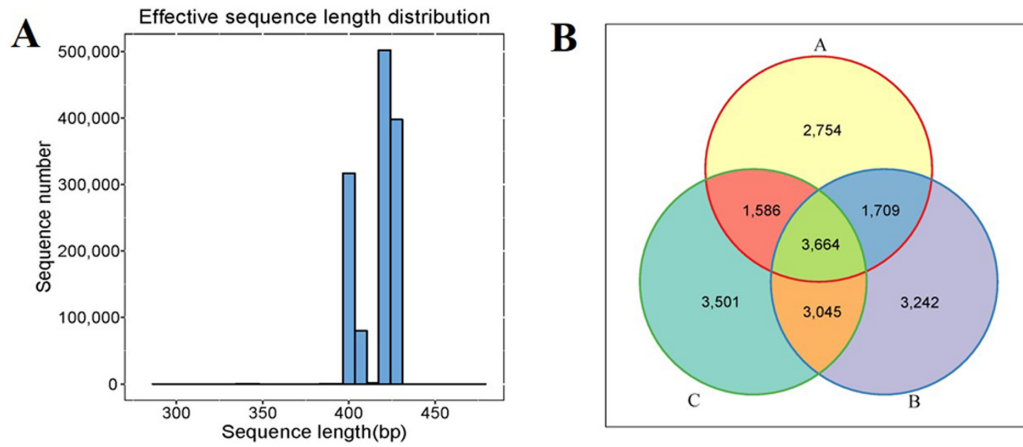 A
Effective sequence length distribution
500,000
400,000
300,000
200,000
100,000
0
Sequence number
300 350 400 450
Sequence length(bp)
B
A
2,754
1,586
1,709
3,664
3,501
3,045
3,242
C
B